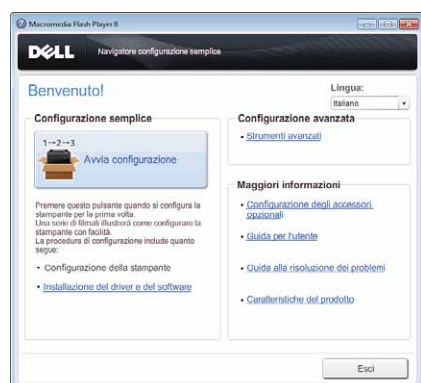 Macromedia Flash Player 8
DELL
Navigatore configurazione semplice
Benvenuto!
Lingua:
Italiano
Configurazione semplice
1→2→3
Avvia configurazione
Premere questo pulsante quando si configura la
stampante per la prima volta.
Una serie di filmati illustrerà come configurare la
stampante con facilità.
La procedura di configurazione include quanto
segue:
• Configurazione della stampante
• Installazione del driver e del software
Configurazione avanzata
• Strumenti avanzati
Maggiori informazioni
• Configurazione degli accessori
opzionali
• Guida per l'utente
• Guida alla risoluzione dei problemi
• Caratteristiche del prodotto
Esci